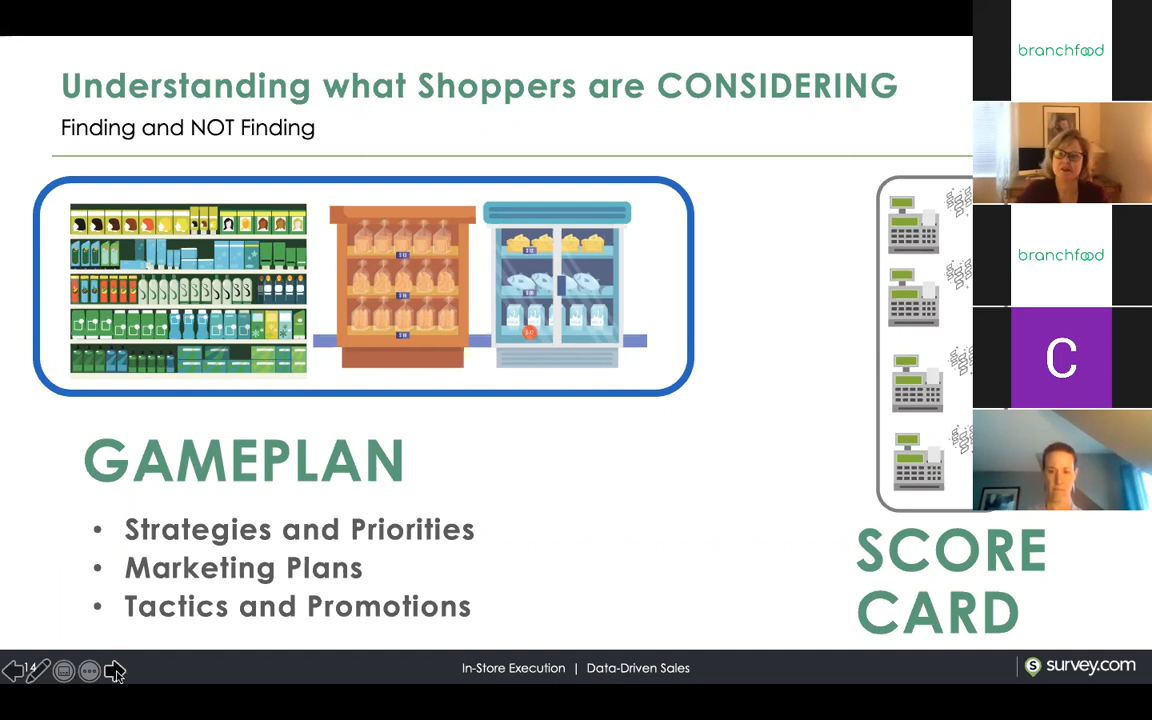 Understanding what Shoppers are CONSIDERING
Finding and NOT Finding
GAMEPLAN
• Strategies and Priorities
• Marketing Plans
• Tactics and Promotions
SCORE
CARD
14
In-Store Execution | Data-Driven Sales
survey.com
branchfood
branchfood
C